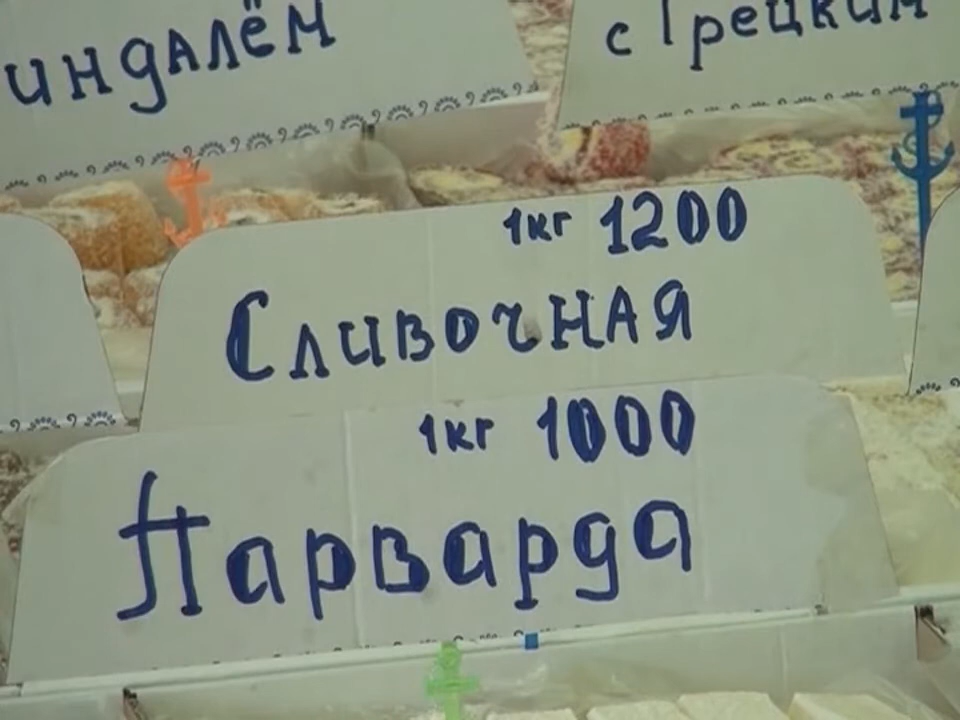 индалём
с Грецким
1кг 1200
Сливочная
1кг 1000
Парварда